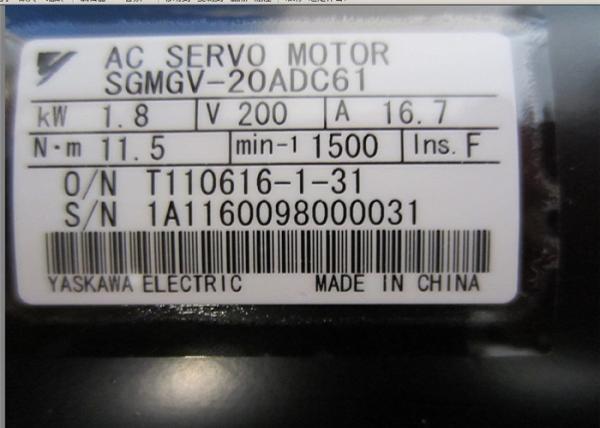 AC SERVO MOTOR
SGMGV-20ADC61
kW 1.8 V 200 A 16.7
N·m 11.5 min-1 1500 Ins. F
O/N T110616-1-31
S/N 1A1160098000031
YASKAWA ELECTRIC MADE IN CHINA